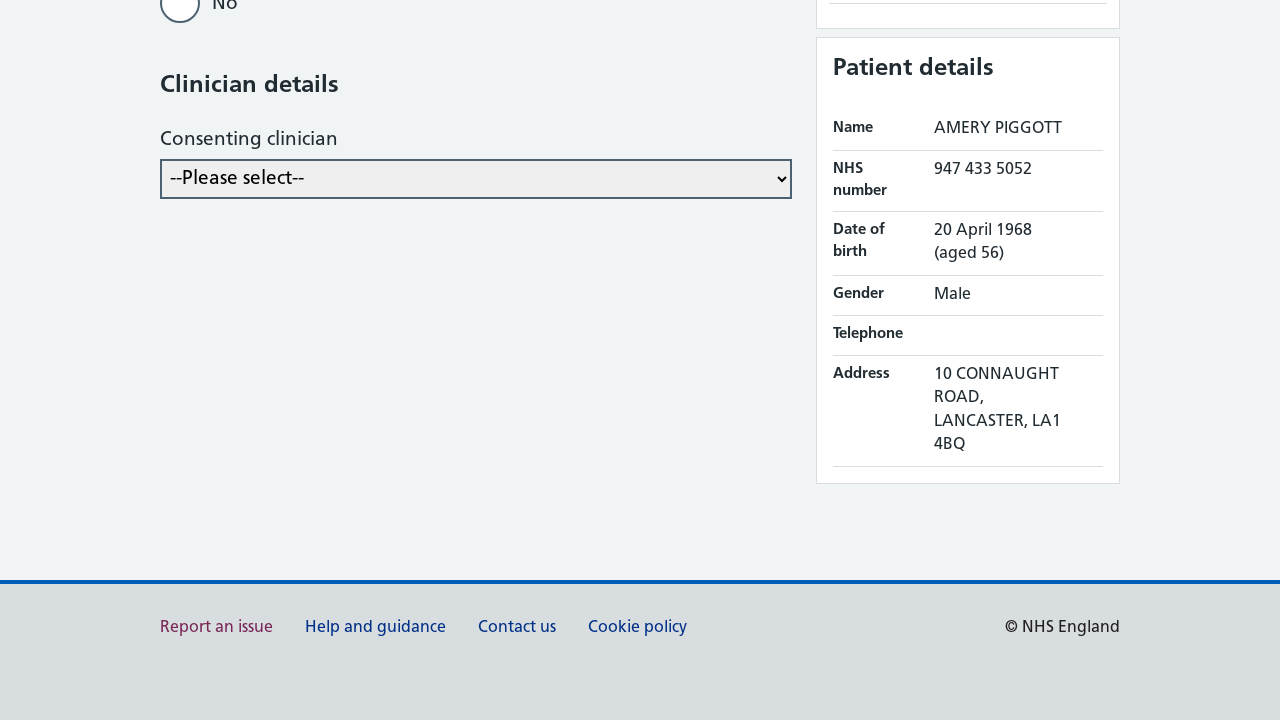 No
Clinician details
Consenting clinician
--Please select--
Patient details
Name AMERY PIGGOTT
NHS number 947 433 5052
Date of birth 20 April 1968 (aged 56)
Gender Male
Telephone
Address 10 CONNAUGHT
ROAD,
LANCASTER, LA1
4BQ
Report an issue Help and guidance Contact us Cookie policy © NHS England